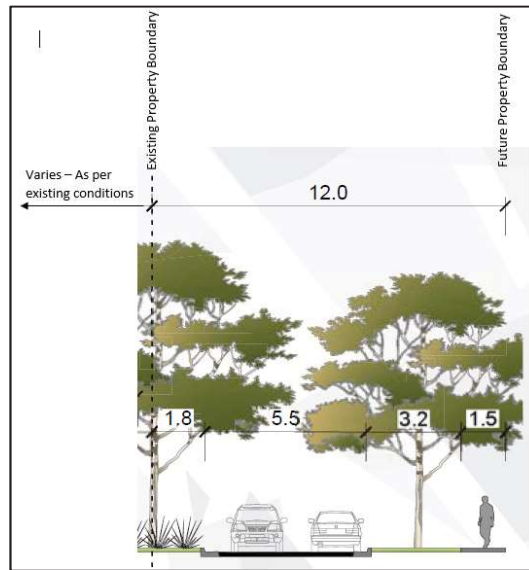 Existing Property Boundary
Future Property Boundary
Varies – As per
existing conditions
12.0
1.8
5.5
3.2
1.5